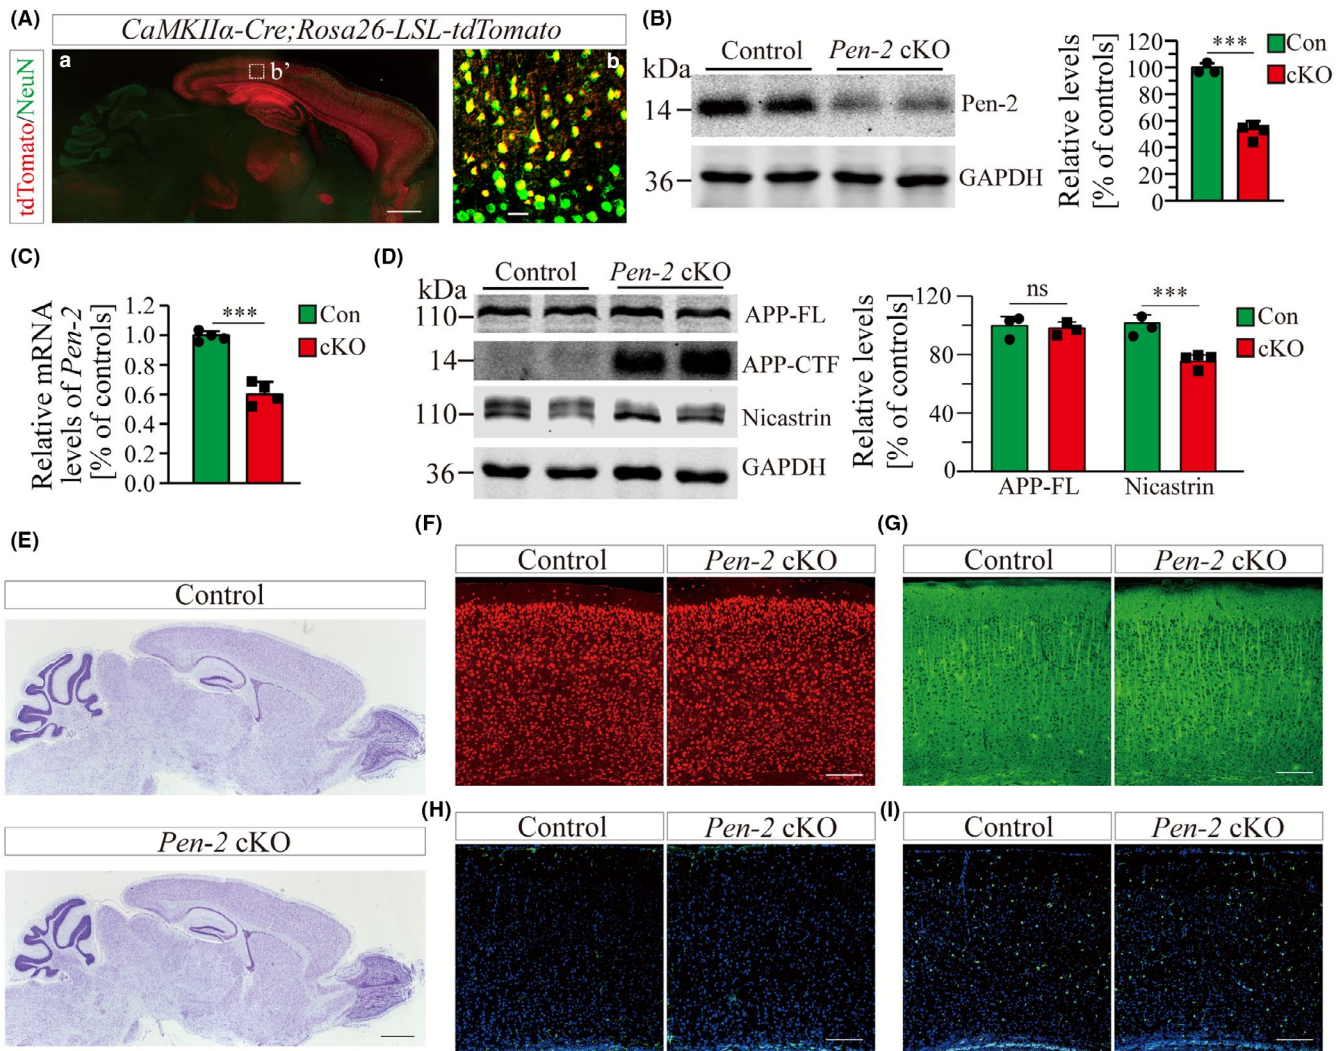 (A)
CaMKIIα-Cre;Rosa26-LSL-tdTomato
tdTomato/NeuN
a
b’
b
(B)
Control Pen-2 cKO
kDa
14
Pen-2
36
GAPDH
Relative levels
[% of controls]
120
100
80
60
40
20
0
***
Con
cKO
(C)
Relative mRNA
levels of Pen-2
[% of controls]
1.2
1.0
0.8
0.6
0.4
0.2
0.0
***
Con
cKO
(D)
Control Pen-2 cKO
kDa
110
APP-FL
14
APP-CTF
110
Nicastrin
36
GAPDH
Relative levels
[% of controls]
120
80
40
0
ns
***
APP-FL Nicastrin
Con
cKO
(E)
Control
Pen-2 cKO
(F)
Control Pen-2 cKO
(G)
Control Pen-2 cKO
(H)
Control Pen-2 cKO
(I)
Control Pen-2 cKO